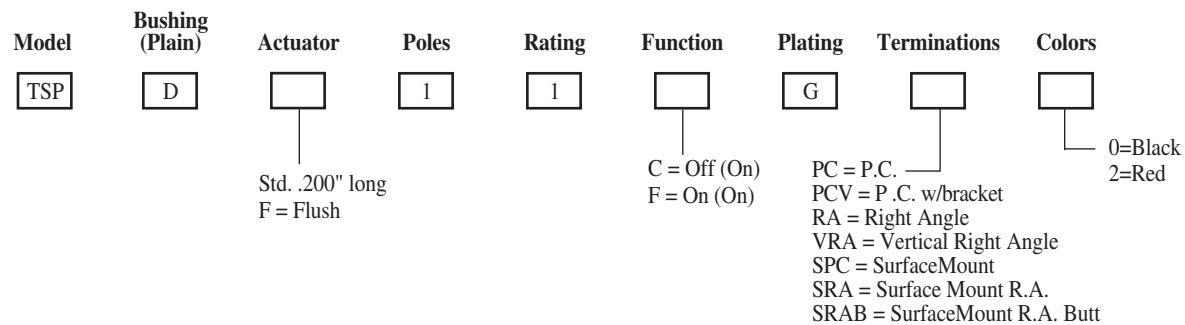 Model Bushing (Plain) Actuator Poles Rating Function Plating Terminations Colors
TSP D 1 1 G
Std. .200" long
F = Flush
C = Off (On)
F = On (On)
PC = P.C.
PCV = P .C. w/bracket
RA = Right Angle
VRA = Vertical Right Angle
SPC = SurfaceMount
SRA = Surface Mount R.A.
SRAB = SurfaceMount R.A. Butt
0=Black
2=Red